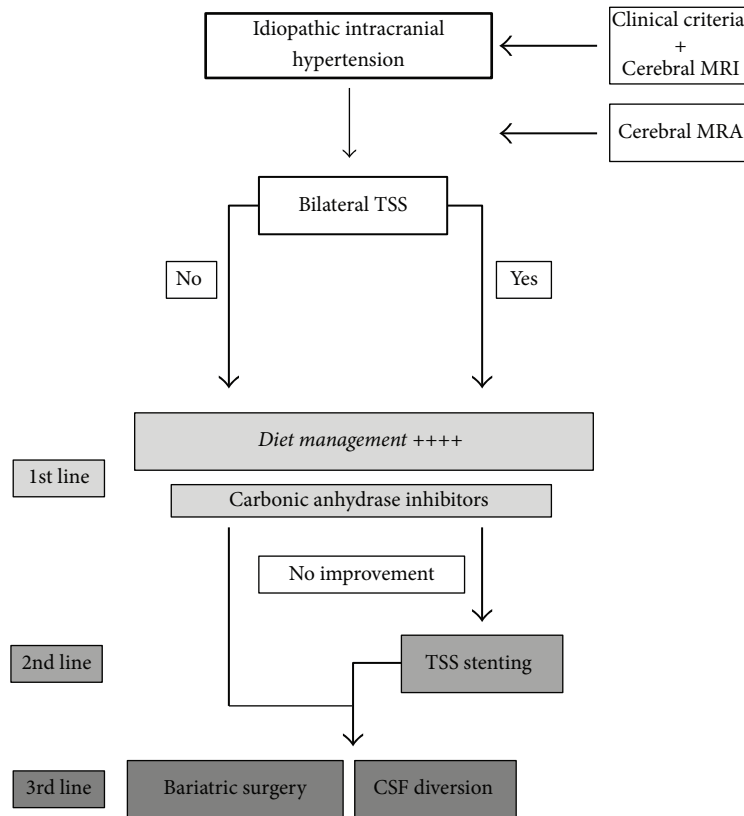 Idiopathic intracranial
hypertension
Clinical criteria
+
Cerebral MRI
Cerebral MRA
Bilateral TSS
No
Yes
Diet management ++++
1st line
Carbonic anhydrase inhibitors
No improvement
2nd line
TSS stenting
3rd line
Bariatric surgery
CSF diversion